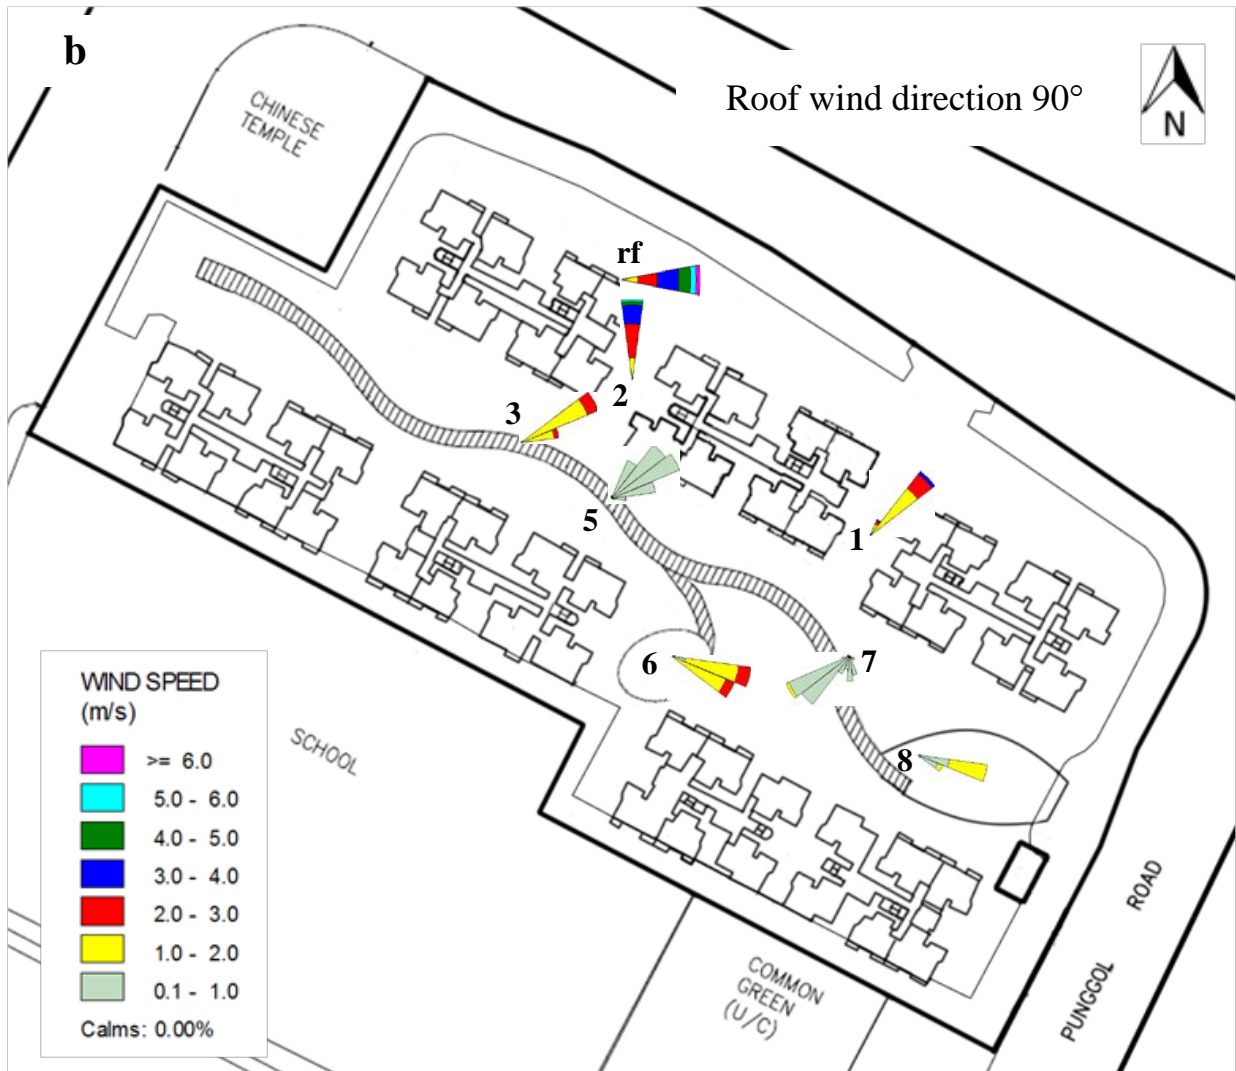 b
Roof wind direction 90°
N
CHINESE
TEMPLE
rf
2
3
5
1
6
7
8
WIND SPEED
(m/s)
>= 6.0
5.0 - 6.0
4.0 - 5.0
3.0 - 4.0
2.0 - 3.0
1.0 - 2.0
0.1 - 1.0
Calms: 0.00%
SCHOOL
COMMON
GREEN
(U/C)
PUNGGOL ROAD